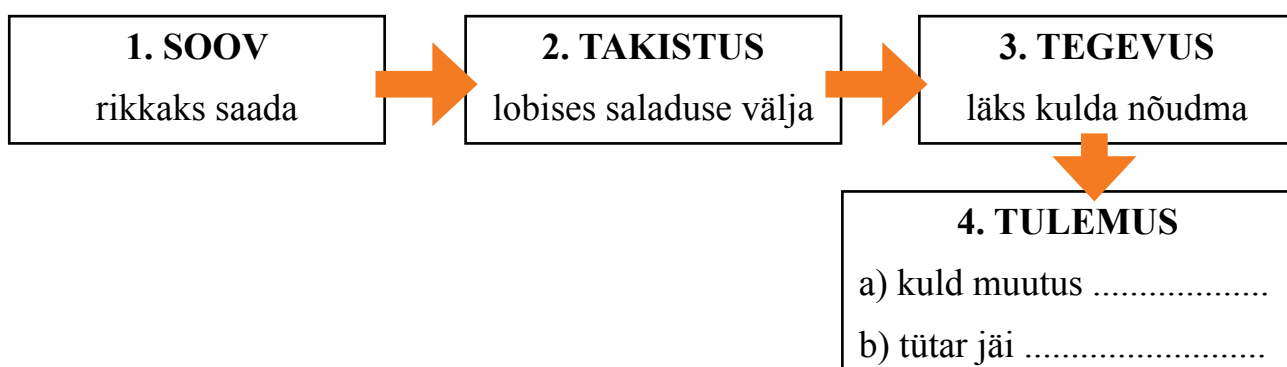 1. SOOV
rikkaks saada
2. TAKISTUS
lobises saladuse välja
3. TEGEVUS
läks kulda nõudma
4. TULEMUS
a) kuld muutus ...................
b) tütar jäi ..........................